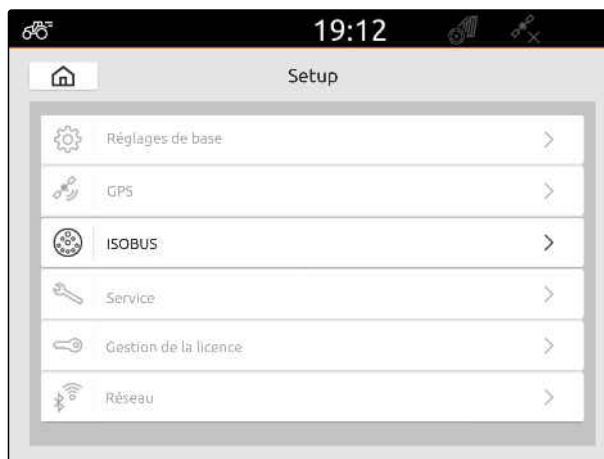 19:12
Setup
Réglages de base
GPS
ISOBUS
Service
Gestion de la licence
Réseau